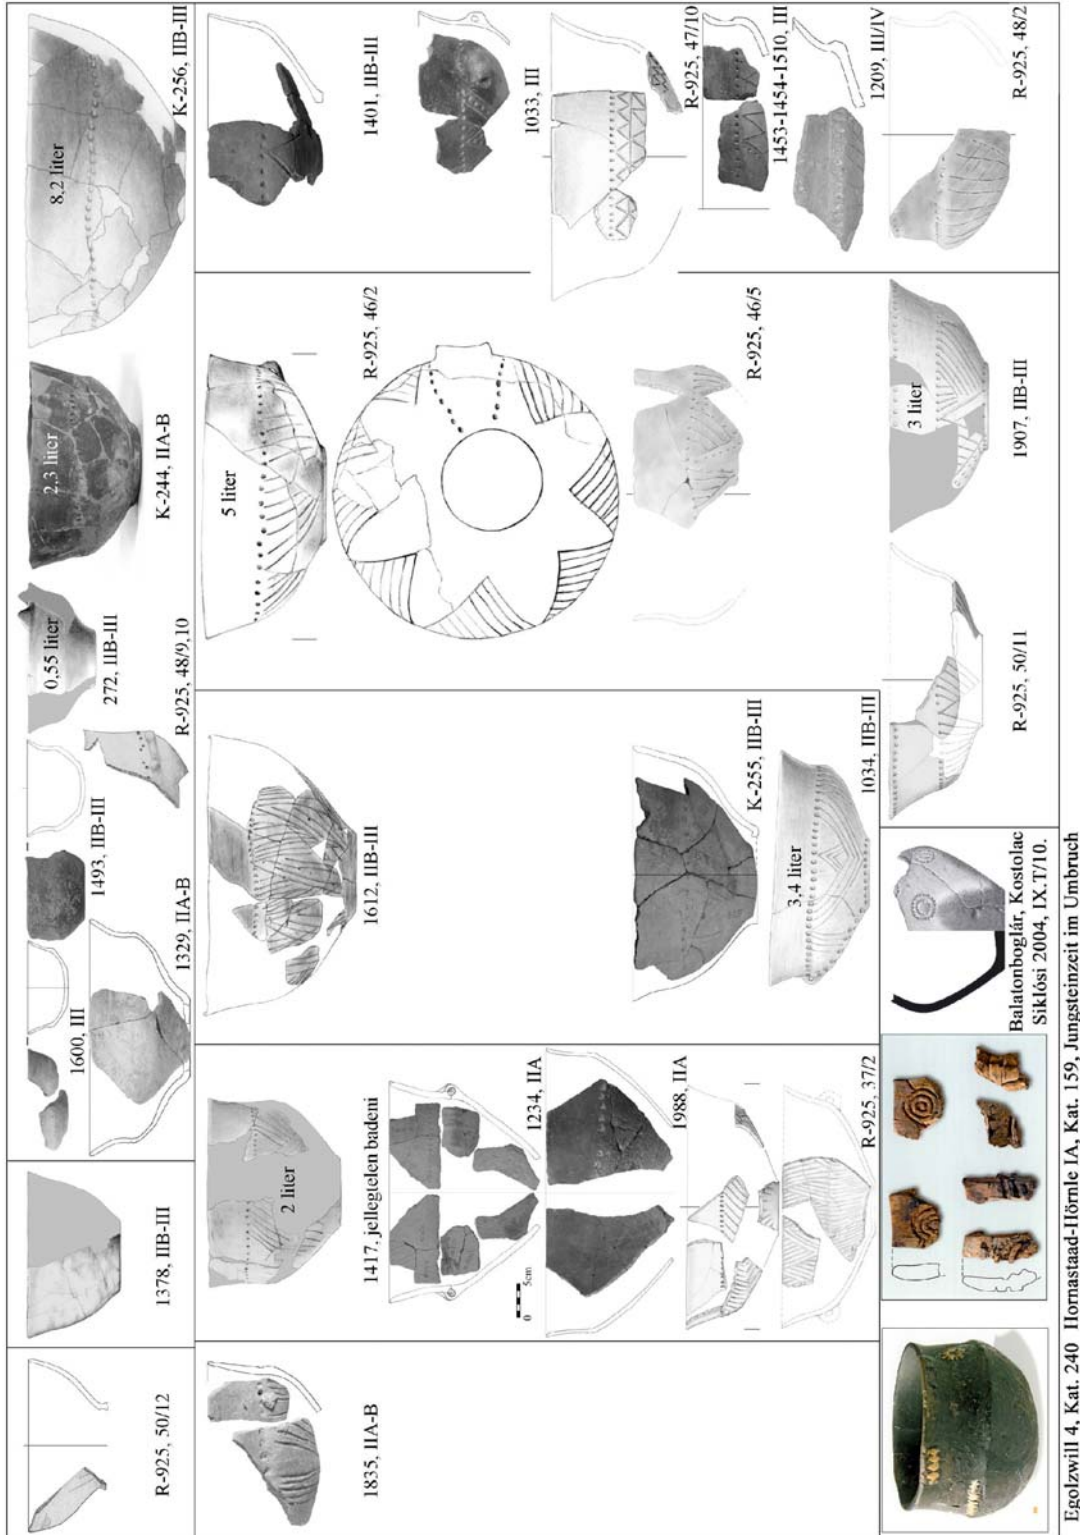 R-925, 50/12
1378, IIB-III
1600, III
1329, IIA-B
1493, IIB-III
R-925, 48/9,10
0,55 liter
272, IIB-III
2,3 liter
K-244, IIA-B
8,2 liter
K-256, IIB-III
1835, IIA-B
2 liter
1417. jellegtelen badeni
0 5cm
1234, IIA
1988, IIA
R-925, 37/2
1612, IIB-III
K-255, IIB-III
3,4 liter
1034, IIB-III
5 liter
R-925, 46/2
R-925, 46/5
1401, IIB-III
1033, III
R-925, 47/10
1453-1454-1510, III
1209, III/IV
R-925, 48/2
Balatonboglár, Kostolac
Siklósi 2004, IX.T/10.
R-925, 50/11
3 liter
1907, IIB-III
Egolzwill 4, Kat. 240 Hornastaad-Hörnle IA, Kat. 159, Jungsteinzeit im Umbruch